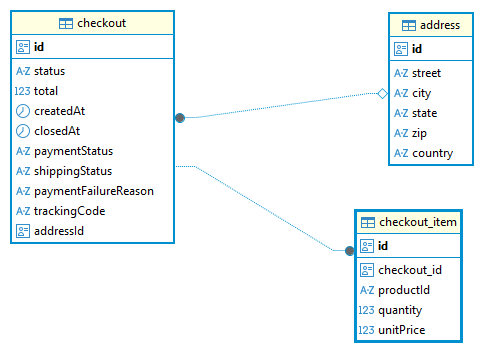 checkout
id
A-Z status
123 total
createdAt
closedAt
A-Z paymentStatus
A-Z shippingStatus
A-Z paymentFailureReason
A-Z trackingCode
addressId
address
id
A-Z street
A-Z city
A-Z state
A-Z zip
A-Z country
checkout_item
id
checkout_id
A-Z productId
123 quantity
123 unitPrice